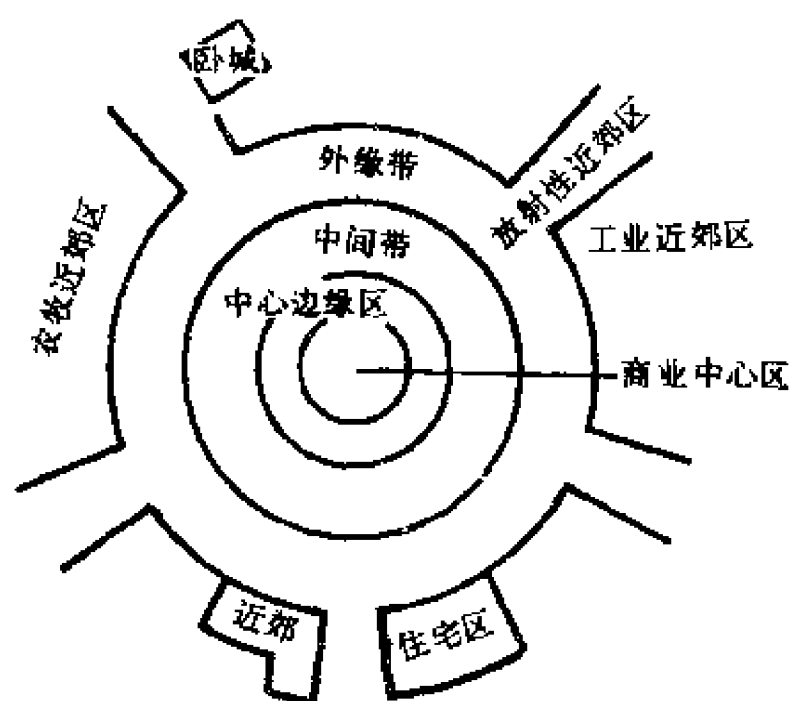 卧城
外缘带
放射性近郊区
工业近郊区
中间带
农牧近郊区
中心边缘区
商业中心区
近郊
住宅区